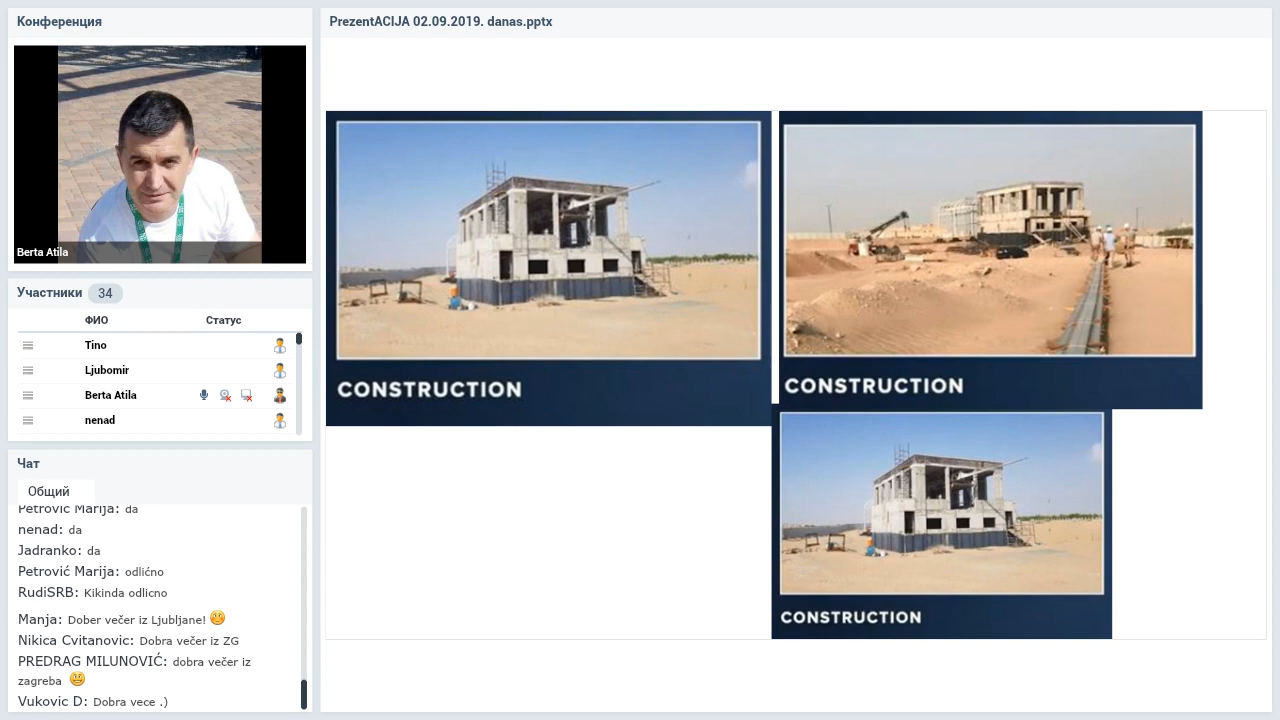 Конференция
Berta Atila
Участники 34
ФИО Статус
Tino
Ljubomir
Berta Atila
nenad
Чат
Общий
Petrović Marija: da
nenad: da
Jadranko: da
Petrović Marija: odlićno
RudiSRB: Kikinda odlicno
Manja: Dober večer iz Ljubljane!
Nikica Cvitanovic: Dobra večer iz ZG
PREDRAG MILUNOVIĆ: dobra večer iz
zagreba
Vukovic D: Dobra vece .)
PrezentACIJA 02.09.2019. danas.pptx
CONSTRUCTION
CONSTRUCTION
CONSTRUCTION